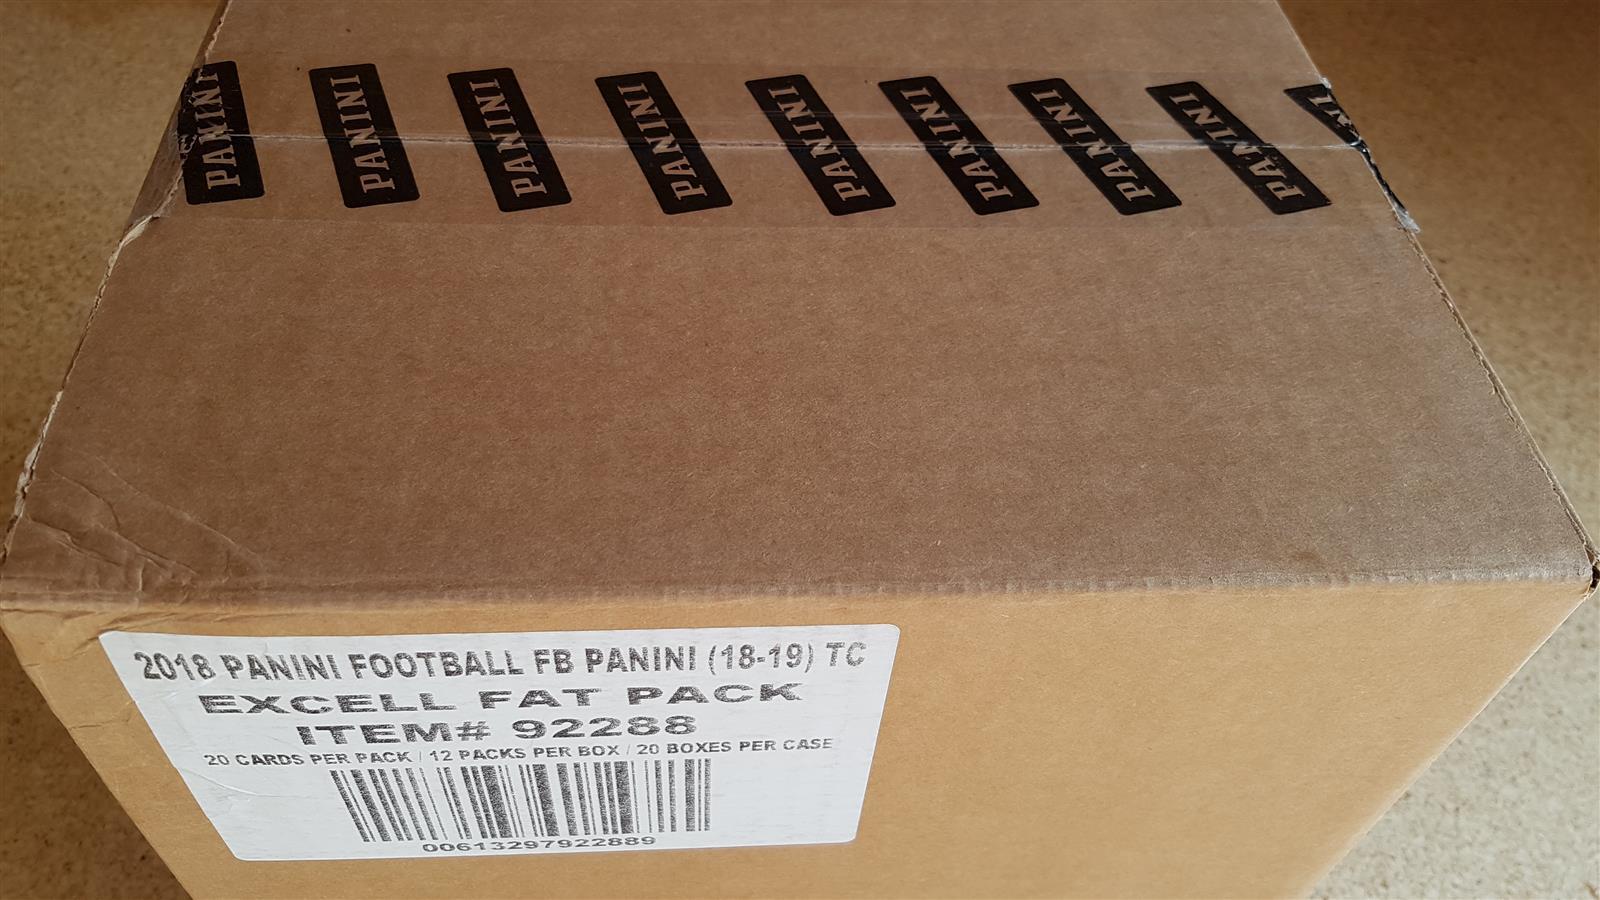 PANINI PANINI PANINI PANINI PANINI PANINI PANINI PANINI
2018 PANINI FOOTBALL FB PANINI (18-19) TC
EXCELL FAT PACK
ITEM# 92288
20 CARDS PER PACK / 12 PACKS PER BOX / 20 BOXES PER CASE
00613297922889